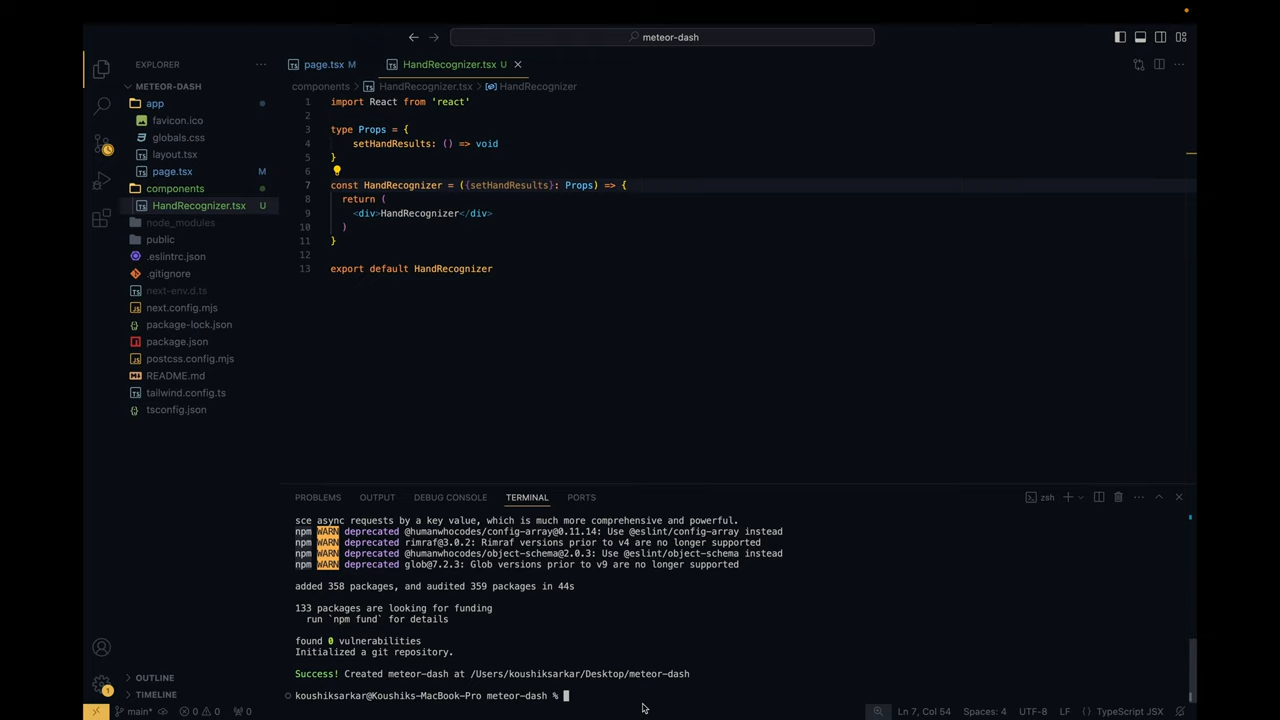 meteor-dash
EXPLORER
page.tsx M
HandRecognizer.tsx U
METEOR-DASH
components > HandRecognizer.tsx > HandRecognizer
app
favicon.ico
globals.css
layout.tsx
page.tsx M
components
HandRecognizer.tsx U
node_modules
public
.eslintrc.json
.gitignore
next-env.d.ts
next.config.mjs
package-lock.json
package.json
postcss.config.mjs
README.md
tailwind.config.ts
tsconfig.json
OUTLINE
TIMELINE
1 import React from 'react'
2
3 type Props = {
4 setHandResults: () => void
5 }
6
7 const HandRecognizer = ({setHandResults}: Props) => {
8 return (
9 <div>HandRecognizer</div>
10 )
11 }
12
13 export default HandRecognizer
PROBLEMS OUTPUT DEBUG CONSOLE TERMINAL PORTS
zsh
sce async requests by a key value, which is much more comprehensive and powerful.
npm WARN deprecated @humanwhocodes/config-array@0.11.14: Use @eslint/config-array instead
npm WARN deprecated rimraf@3.0.2: Rimraf versions prior to v4 are no longer supported
npm WARN deprecated @humanwhocodes/object-schema@2.0.3: Use @eslint/object-schema instead
npm WARN deprecated glob@7.2.3: Glob versions prior to v9 are no longer supported
added 358 packages, and audited 359 packages in 44s
133 packages are looking for funding
run `npm fund` for details
found 0 vulnerabilities
Initialized a git repository.
Success! Created meteor-dash at /Users/koushiksarkar/Desktop/meteor-dash
koushiksarkar@Koushiks-MacBook-Pro meteor-dash %
1
main* 0 0 0
Ln 7, Col 54 Spaces: 4 UTF-8 LF { } TypeScript JSX